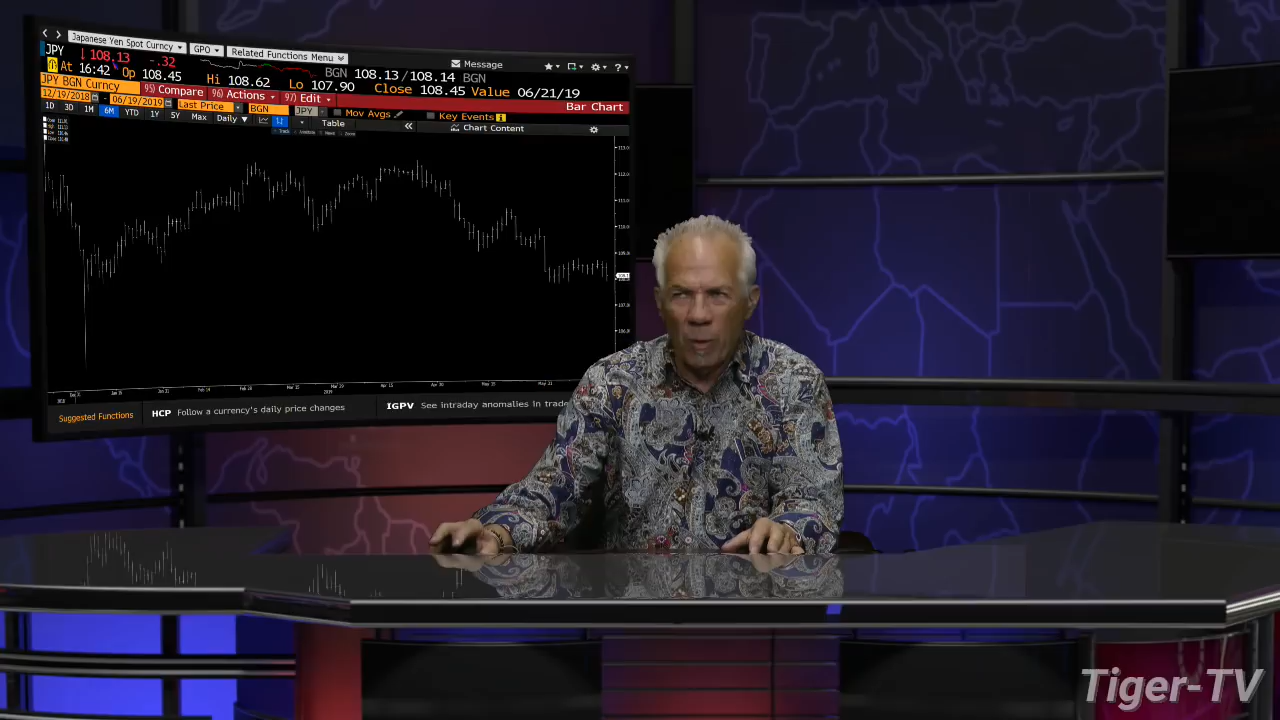 Japanese Yen Spot Curncy GPO Related Functions Menu Message
JPY 108.13 -.32 BGN 108.13/108.14 BGN
At 16:42 Op 108.45 Hi 108.62 Lo 107.90 Close 108.45 Value 06/21/19
JPY BGN Curncy 95) Compare 96) Actions 97) Edit Bar Chart
12/19/2018 - 06/19/2019 Last Price BGN JPY Mov Avgs Key Events
1D 3D 1M 6M YTD 1Y 5Y Max Daily Table Chart Content
Suggested Functions HCP Follow a currency's daily price changes IGPV See intraday anomalies in trade
Tiger-TV